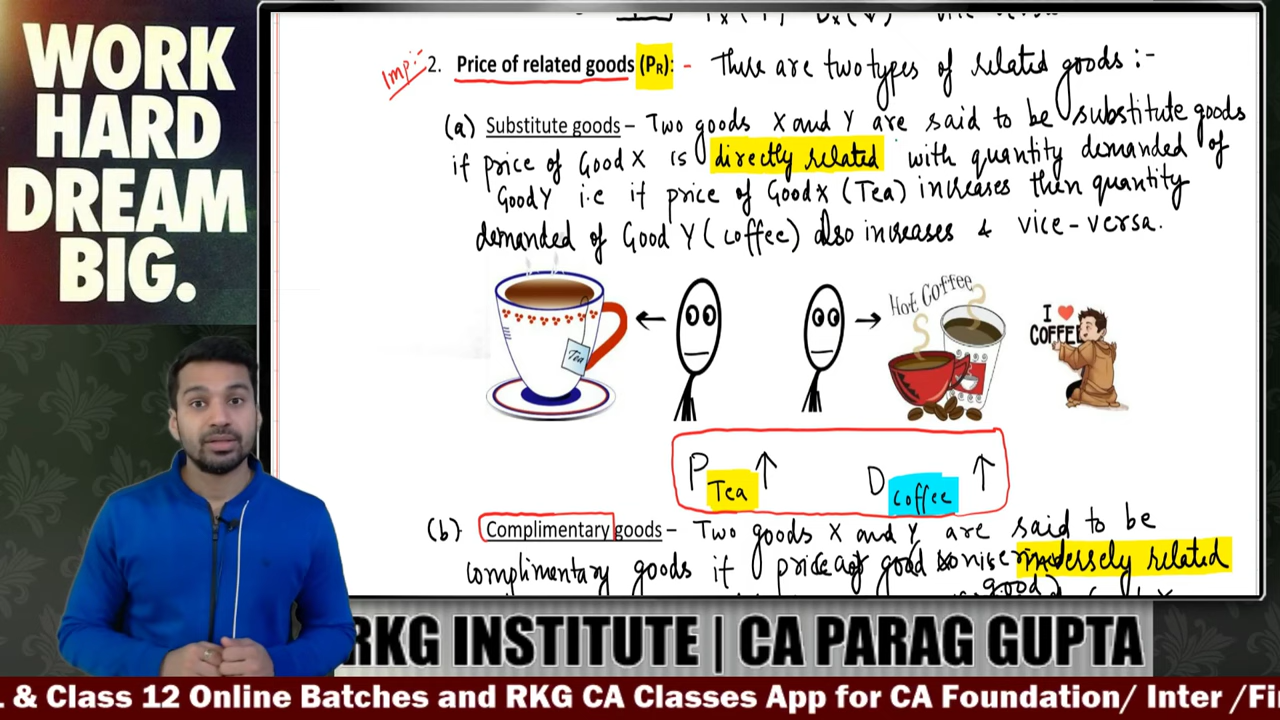 WORK
HARD
DREAM
BIG.
Imp:-
2. Price of related goods (PR): - There are two types of related goods :-
(a) Substitute goods – Two goods X and Y are said to be substitute goods
if price of Good X is directly related with quantity demanded of
Good Y i.e if price of Good X (Tea) increases then quantity
demanded of Good Y (coffee) also increases & vice-versa.
Tea
Hot Coffee
I ❤
COFFEE
P Tea ↑ D coffee ↑
(b) Complimentary goods – Two goods X and Y are said to be
complimentary goods if price good inversely related
good)
RKG INSTITUTE | CA PARAG GUPTA
& Class 12 Online Batches and RKG CA Classes App for CA Foundation/ Inter /Fi